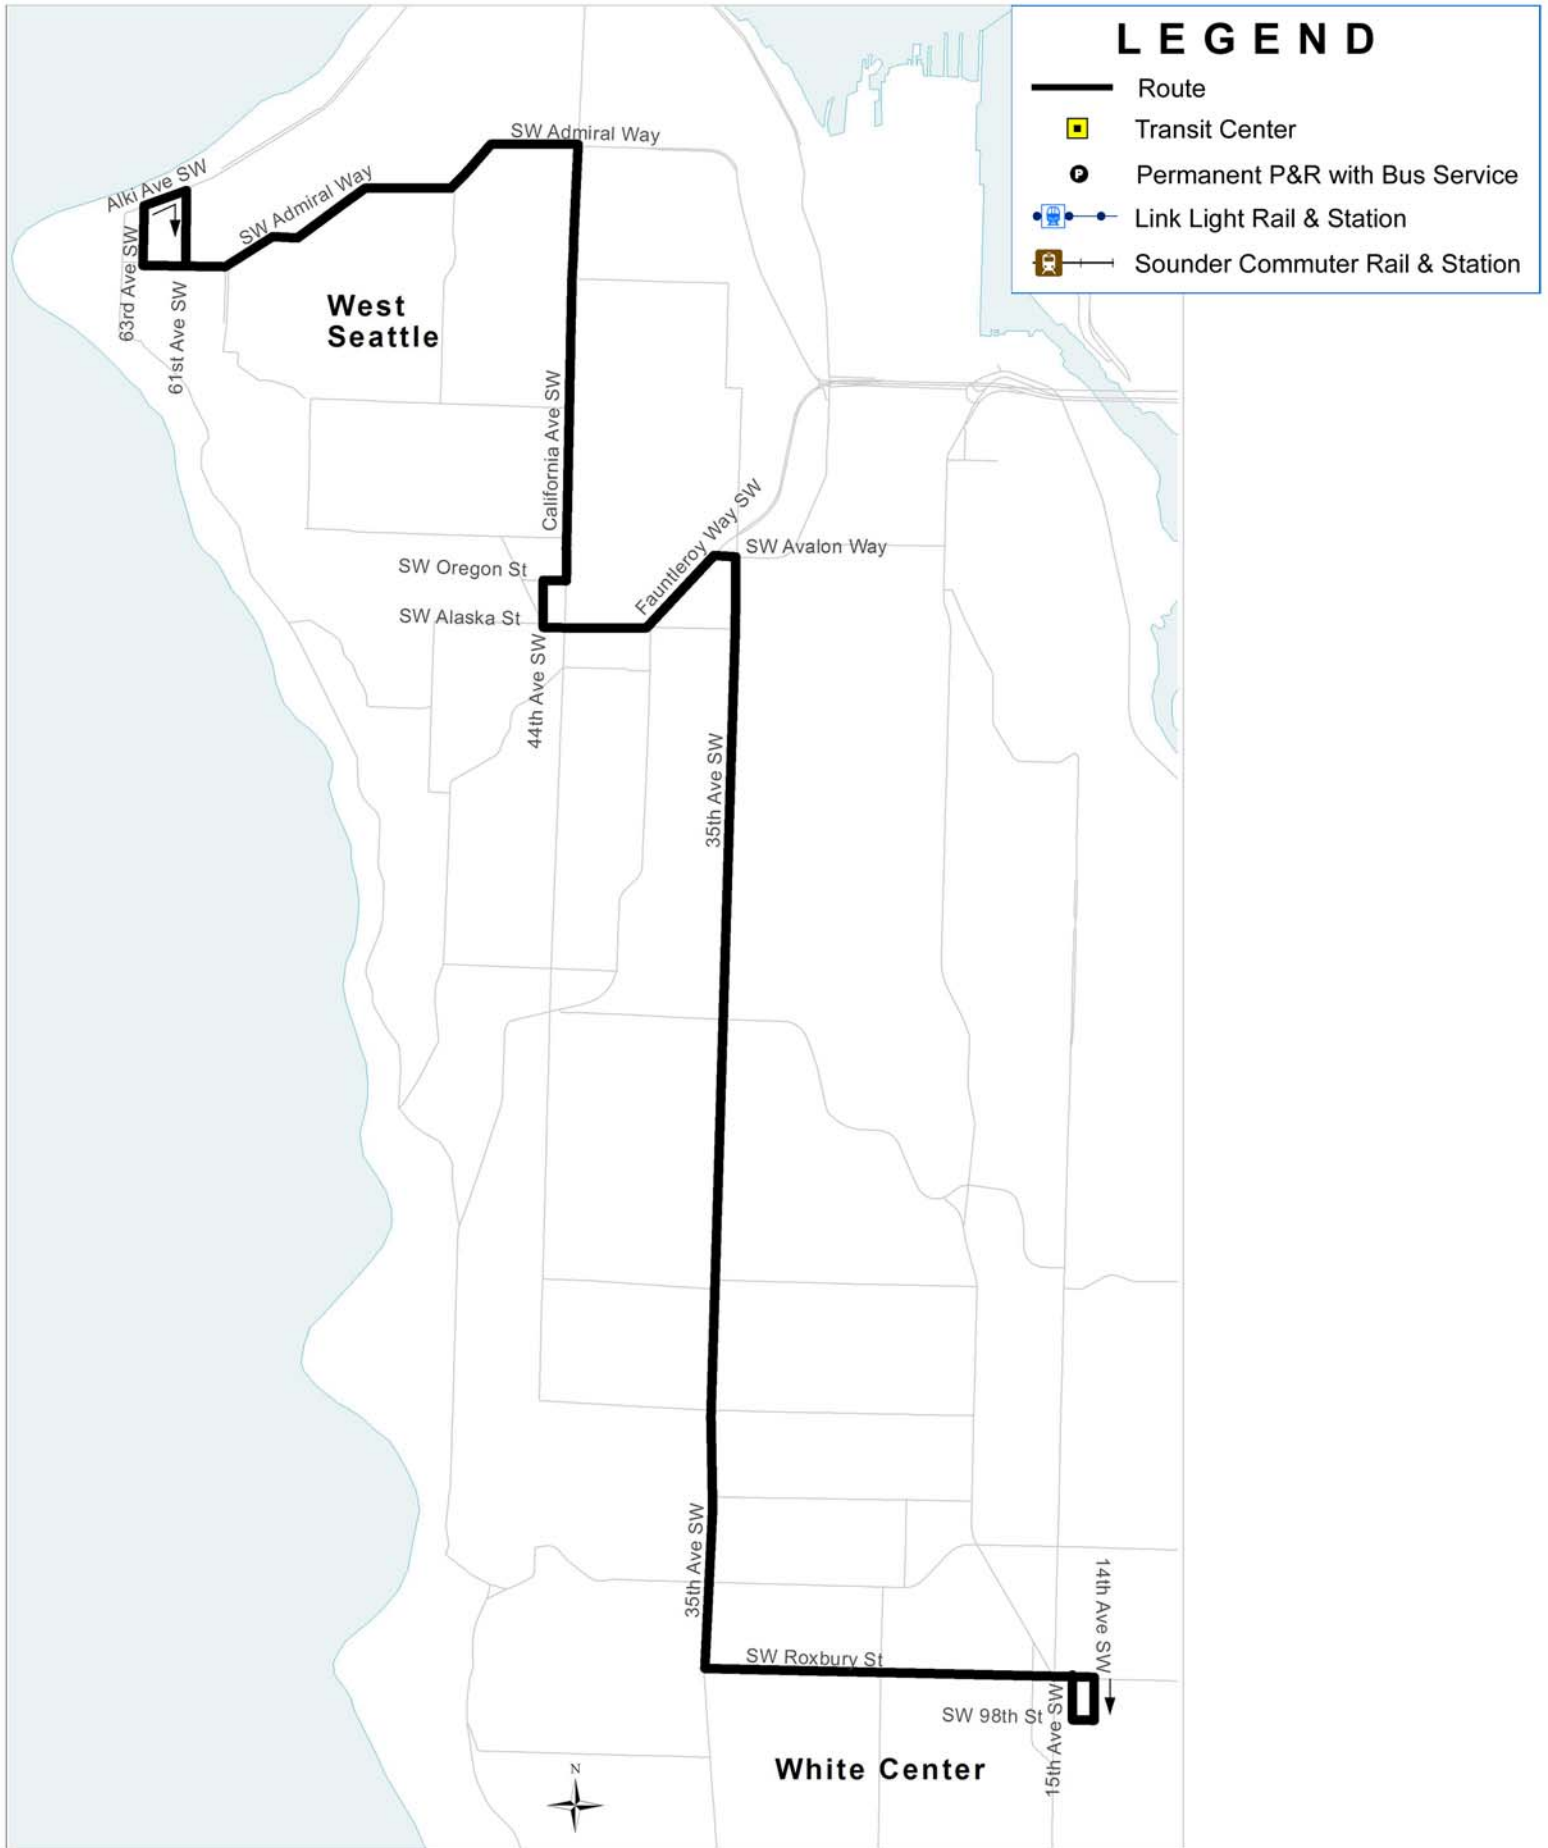 LEGEND
Route
Transit Center
P
Permanent P&R with Bus Service
Link Light Rail & Station
Sounder Commuter Rail & Station
SW Admiral Way
Alki Ave SW
SW Admiral Way
63rd Ave SW
61st Ave SW
West
Seattle
California Ave SW
Fauntleroy Way SW
SW Avalon Way
SW Oregon St
SW Alaska St
44th Ave SW
35th Ave SW
35th Ave SW
14th Ave SW
SW Roxbury St
SW 98th St
15th Ave SW
White Center
N